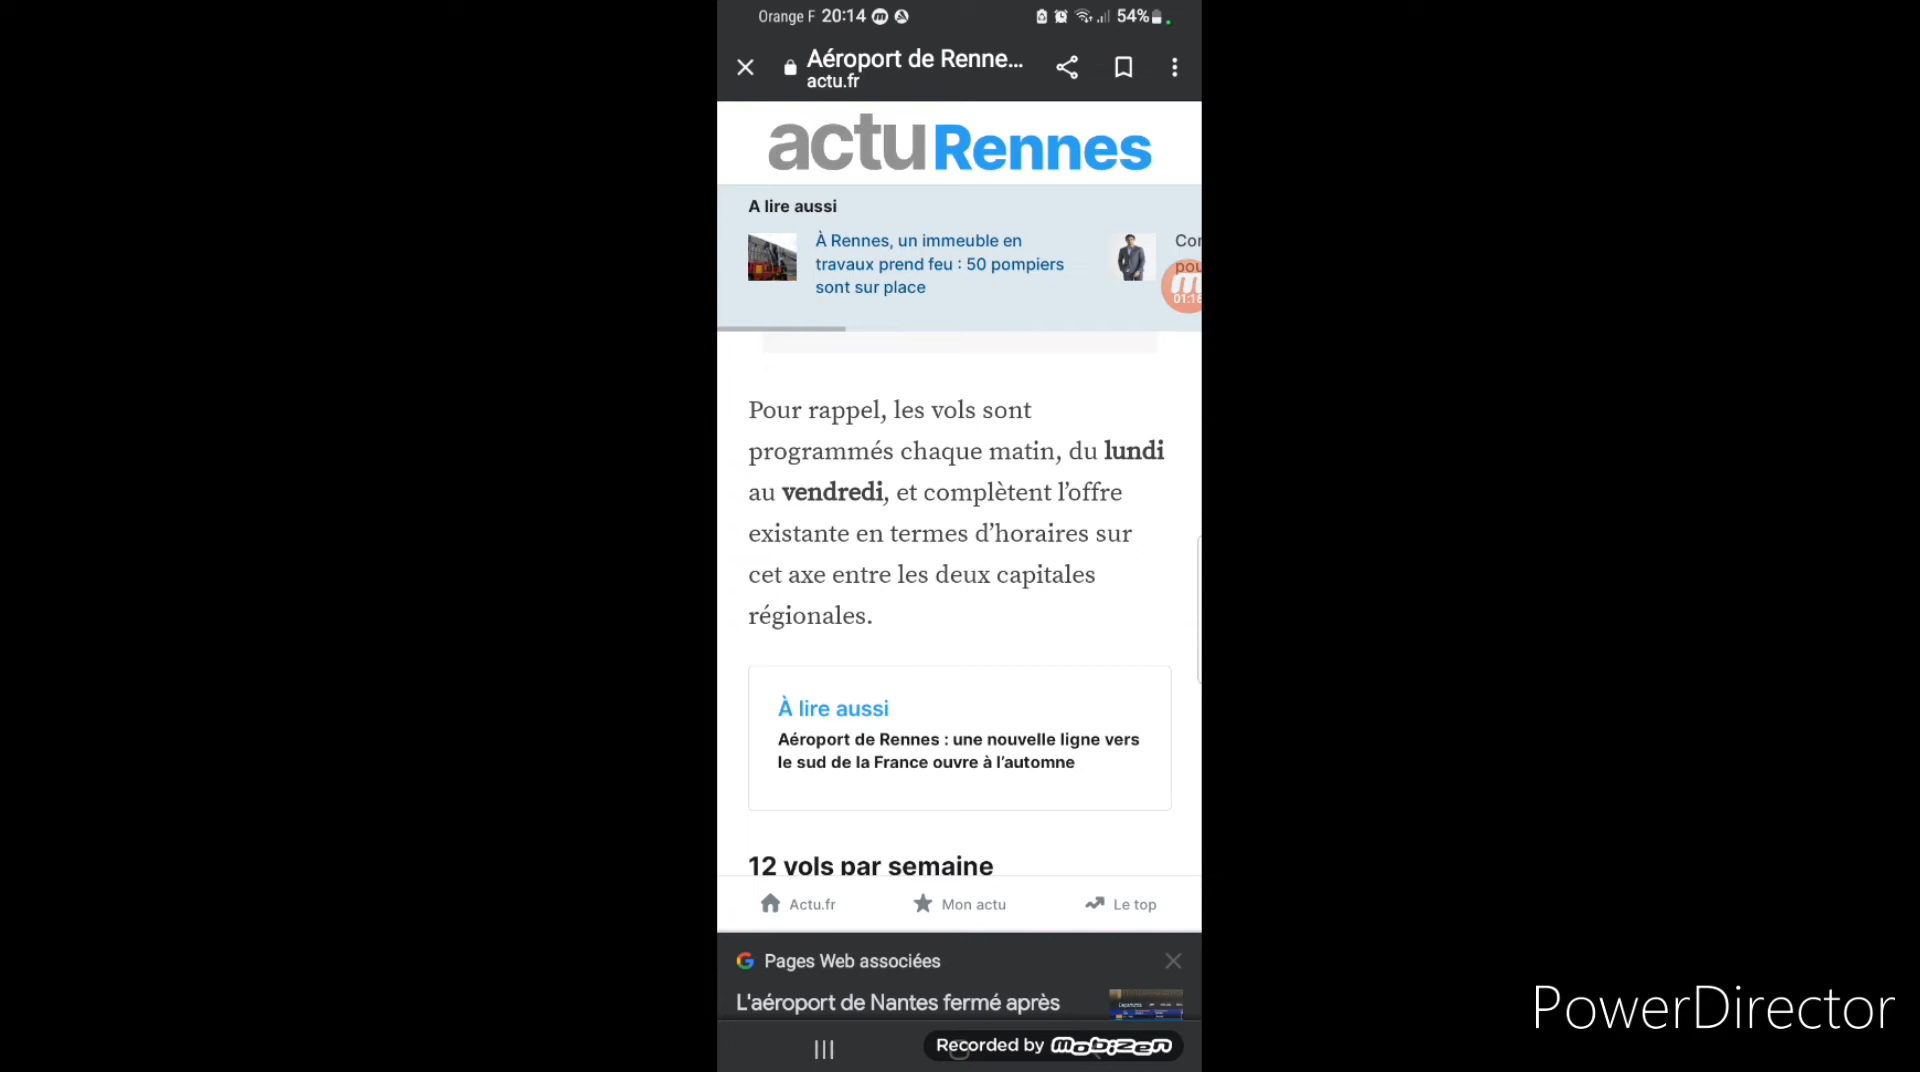 Orange F 20:14
54%
Aéroport de Renne...
actu.fr
actu Rennes
A lire aussi
À Rennes, un immeuble en
travaux prend feu : 50 pompiers
sont sur place
Cor
pou
01:16
Pour rappel, les vols sont
programmés chaque matin, du lundi
au vendredi, et complètent l’offre
existante en termes d’horaires sur
cet axe entre les deux capitales
régionales.
À lire aussi
Aéroport de Rennes : une nouvelle ligne vers
le sud de la France ouvre à l’automne
12 vols par semaine
Actu.fr
Mon actu
Le top
Pages Web associées
L'aéroport de Nantes fermé après
Recorded by mobizen
PowerDirector